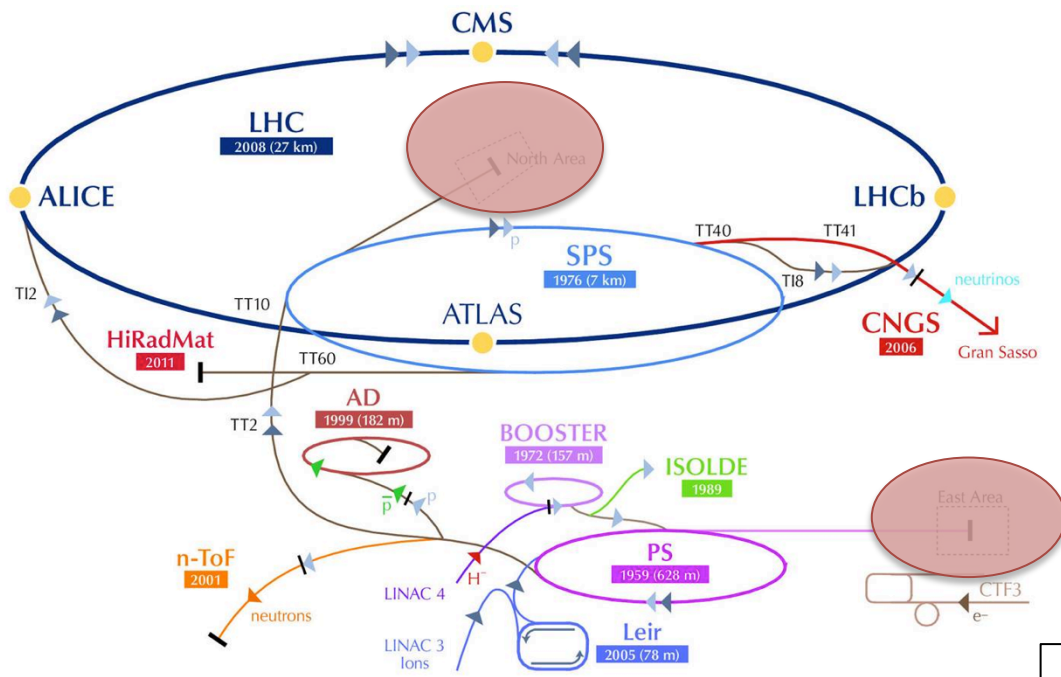 CMS
LHC
2008 (27 km)
North Area
ALICE
LHCb
TT40
TT41
SPS
1976 (7 km)
p
TI2
TI8
neutrinos
TT10
ATLAS
HiRadMat
2011
CNGS
2006
Gran Sasso
TT60
AD
1999 (182 m)
TT2
BOOSTER
1972 (157 m)
ISOLDE
1989
East Area
p̅
p
PS
1959 (628 m)
n-ToF
2001
H⁻
LINAC 4
neutrons
CTF3
e⁻
LINAC 3
Ions
Leir
2005 (78 m)